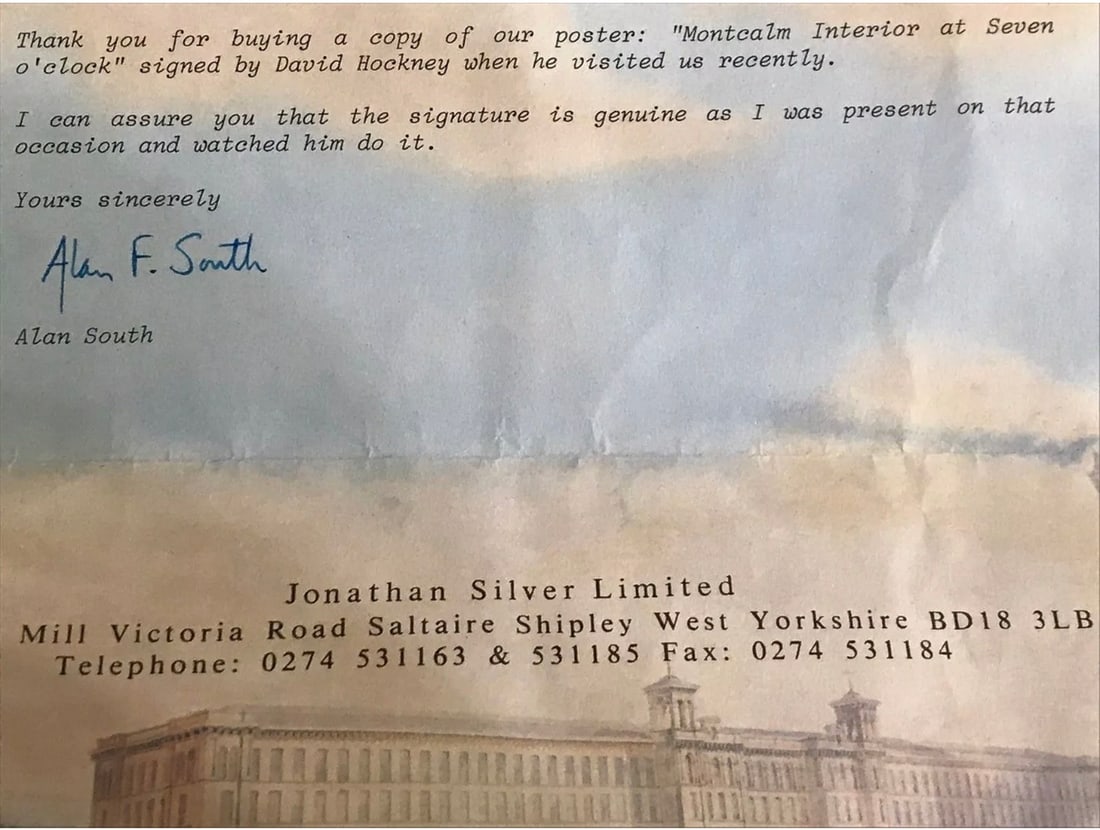 Thank you for buying a copy of our poster: "Montcalm Interior at Seven
o'clock" signed by David Hockney when he visited us recently.
I can assure you that the signature is genuine as I was present on that
occasion and watched him do it.
Yours sincerely
Alan F. South
Alan South
Jonathan Silver Limited
Mill Victoria Road Saltaire Shipley West Yorkshire BD18 3LB
Telephone: 0274 531163 & 531185 Fax: 0274 531184